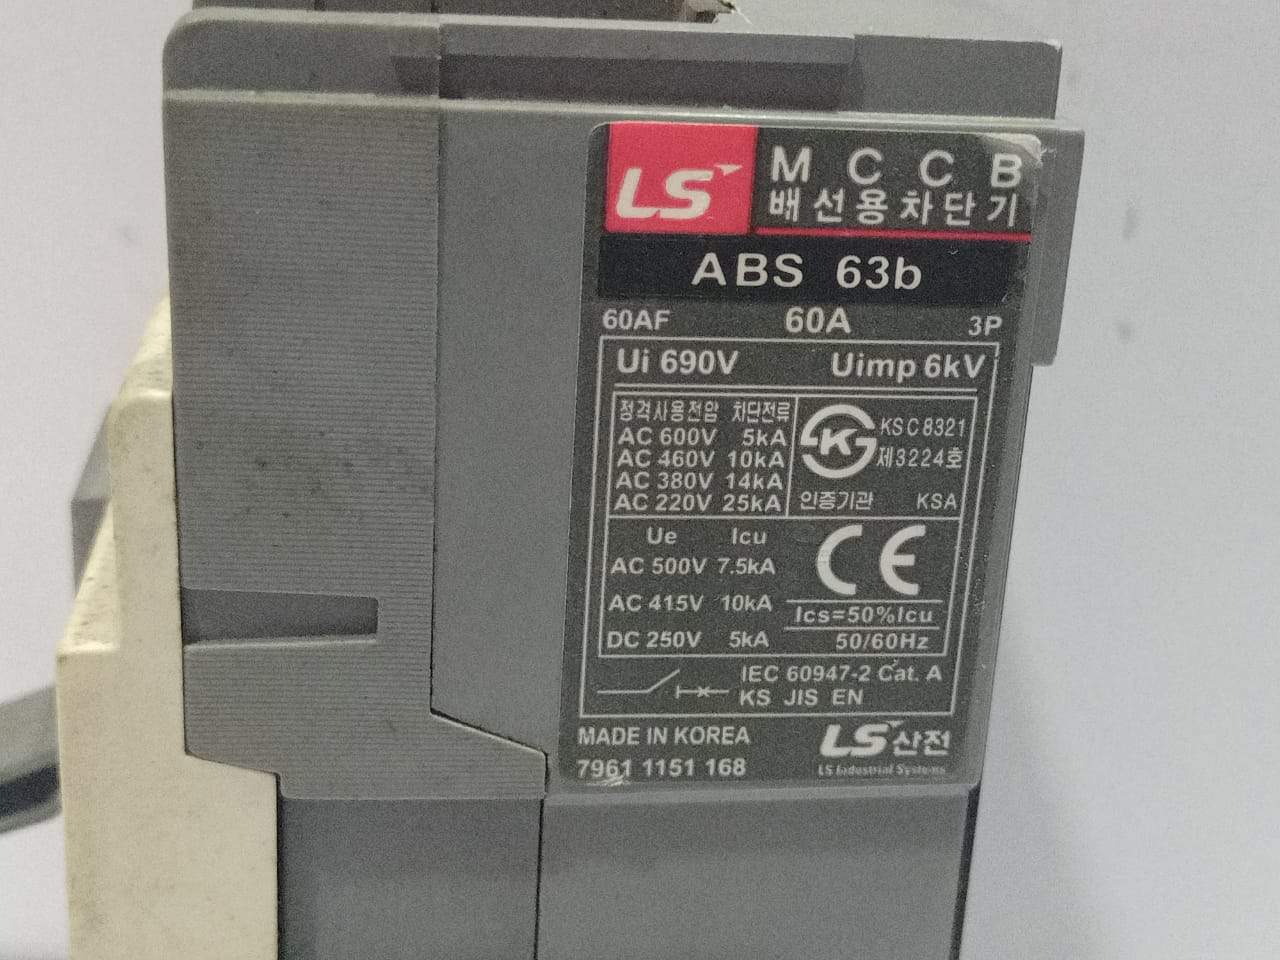 LS
M C C B
배선용차단기
ABS 63b
60AF 60A 3P
Ui 690V Uimp 6kV
정격사용전압 차단전류
AC 600V 5kA
AC 460V 10kA
AC 380V 14kA
AC 220V 25kA
KS C 8321
제3224호
인증기관 KSA
Ue Icu
AC 500V 7.5kA
AC 415V 10kA
DC 250V 5kA
CE
Ics=50%Icu
50/60Hz
IEC 60947-2 Cat. A
KS JIS EN
MADE IN KOREA
7961 1151 168
LS산전
LS Industrial Systems